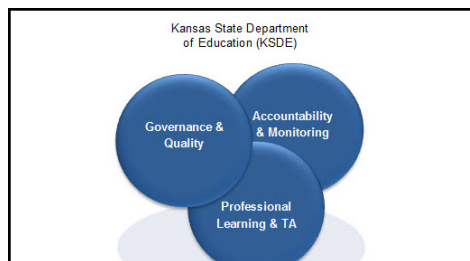 Kansas State Department
of Education (KSDE)
Governance &
Quality
Accountability
& Monitoring
Professional
Learning & TA